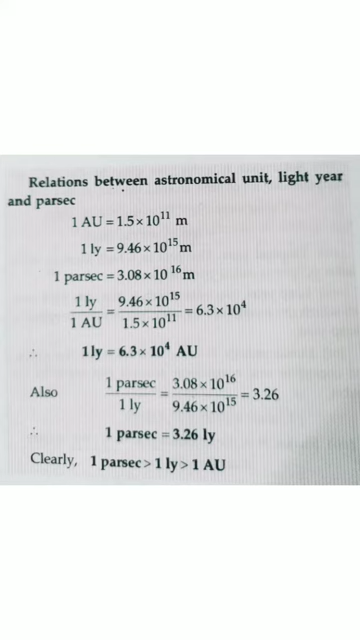 Relations between astronomical unit, light year
and parsec
1 AU = 1.5 × 10¹¹ m
1 ly = 9.46 × 10¹⁵ m
1 parsec = 3.08 × 10¹⁶ m
1 ly / 1 AU = 9.46 × 10¹⁵ / 1.5 × 10¹¹ = 6.3 × 10⁴
∴ 1 ly = 6.3 × 10⁴ AU
Also 1 parsec / 1 ly = 3.08 × 10¹⁶ / 9.46 × 10¹⁵ = 3.26
∴ 1 parsec = 3.26 ly
Clearly, 1 parsec > 1 ly > 1 AU